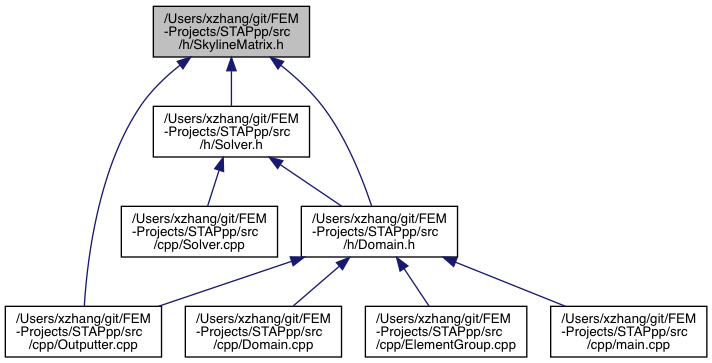 /Users/xzhang/git/FEM
-Projects/STAPpp/src
/h/SkylineMatrix.h
/Users/xzhang/git/FEM
-Projects/STAPpp/src
/h/Solver.h
/Users/xzhang/git/FEM
-Projects/STAPpp/src
/cpp/Solver.cpp
/Users/xzhang/git/FEM
-Projects/STAPpp/src
/h/Domain.h
/Users/xzhang/git/FEM
-Projects/STAPpp/src
/cpp/Outputter.cpp
/Users/xzhang/git/FEM
-Projects/STAPpp/src
/cpp/Domain.cpp
/Users/xzhang/git/FEM
-Projects/STAPpp/src
/cpp/ElementGroup.cpp
/Users/xzhang/git/FEM
-Projects/STAPpp/src
/cpp/main.cpp